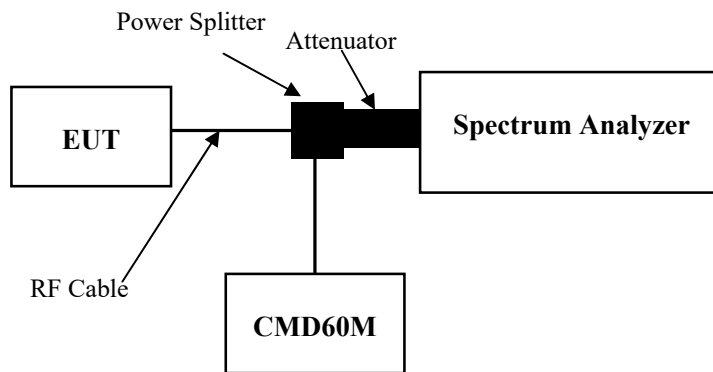 Power Splitter
Attenuator
EUT
Spectrum Analyzer
RF Cable
CMD60M